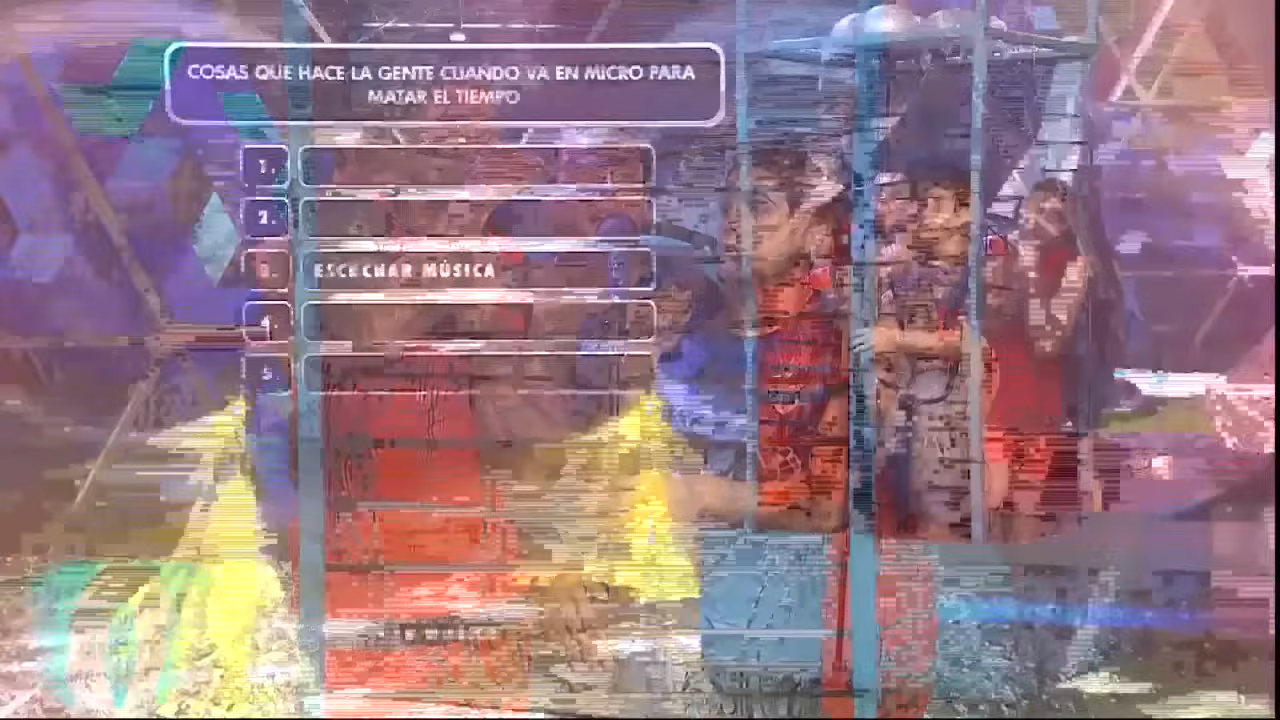 COSAS QUE HACE LA GENTE CUANDO VA EN MICRO PARA
MATAR EL TIEMPO
1.
2.
3. ESCUCHAR MÚSICA
4.
5.